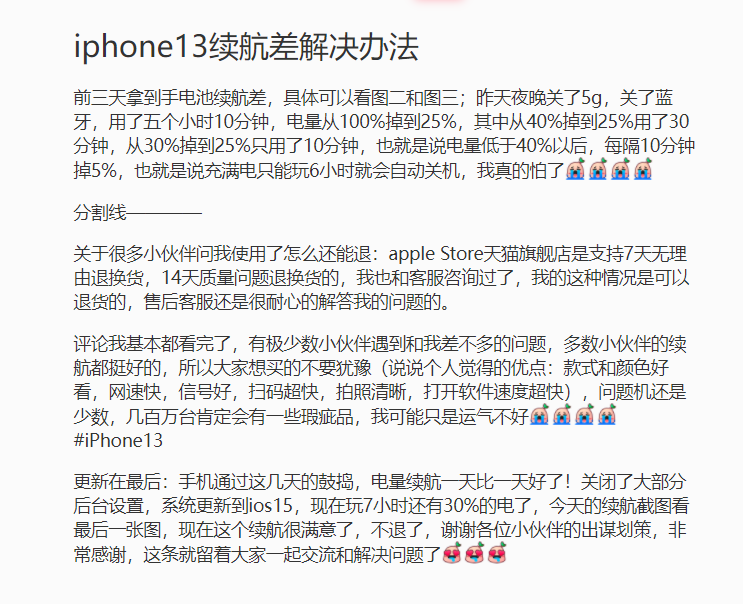 iphone13续航差解决办法
前三天拿到手电池续航差，具体可以看图二和图三；昨天夜晚关了5g，关了蓝
牙，用了五个小时10分钟，电量从100%掉到25%，其中从40%掉到25%用了30
分钟，从30%掉到25%只用了10分钟，也就是说电量低于40%以后，每隔10分钟
掉5%，也就是说充满电只能玩6小时就会自动关机，我真的怕了😭😭😭😭
分割线————
关于很多小伙伴问我使用了怎么还能退：apple Store天猫旗舰店是支持7天无理
由退换货，14天质量问题退换货的，我也和客服咨询过了，我的这种情况是可以
退货的，售后客服还是很耐心的解答我的问题的。
评论我基本都看完了，有极少数小伙伴遇到和我差不多的问题，多数小伙伴的续
航都挺好的，所以大家想买的不要犹豫（说说个人觉得的优点：款式和颜色好
看，网速快，信号好，扫码超快，拍照清晰，打开软件速度超快），问题机还是
少数，几百万台肯定会有一些瑕疵品，我可能只是运气不好😭😭😭😭
#iPhone13
更新在最后：手机通过这几天的鼓捣，电量续航一天比一天好了！关闭了大部分
后台设置，系统更新到ios15，现在玩7小时还有30%的电了，今天的续航截图看
最后一张图，现在这个续航很满意了，不退了，谢谢各位小伙伴的出谋划策，非
常感谢，这条就留着大家一起交流和解决问题了😍😍😍